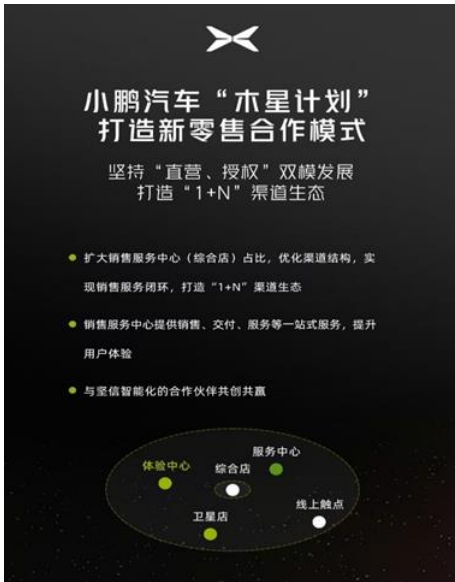 小鹏汽车“木星计划”
打造新零售合作模式
坚持“直营、授权”双模发展
打造“1+N”渠道生态
扩大销售服务中心（综合店）占比，优化渠道结构，实
现销售服务闭环，打造“1+N”渠道生态
销售服务中心提供销售、交付、服务等一站式服务，提升
用户体验
与坚信智能化的合作伙伴共创共赢
服务中心
体验中心
综合店
线上触点
卫星店